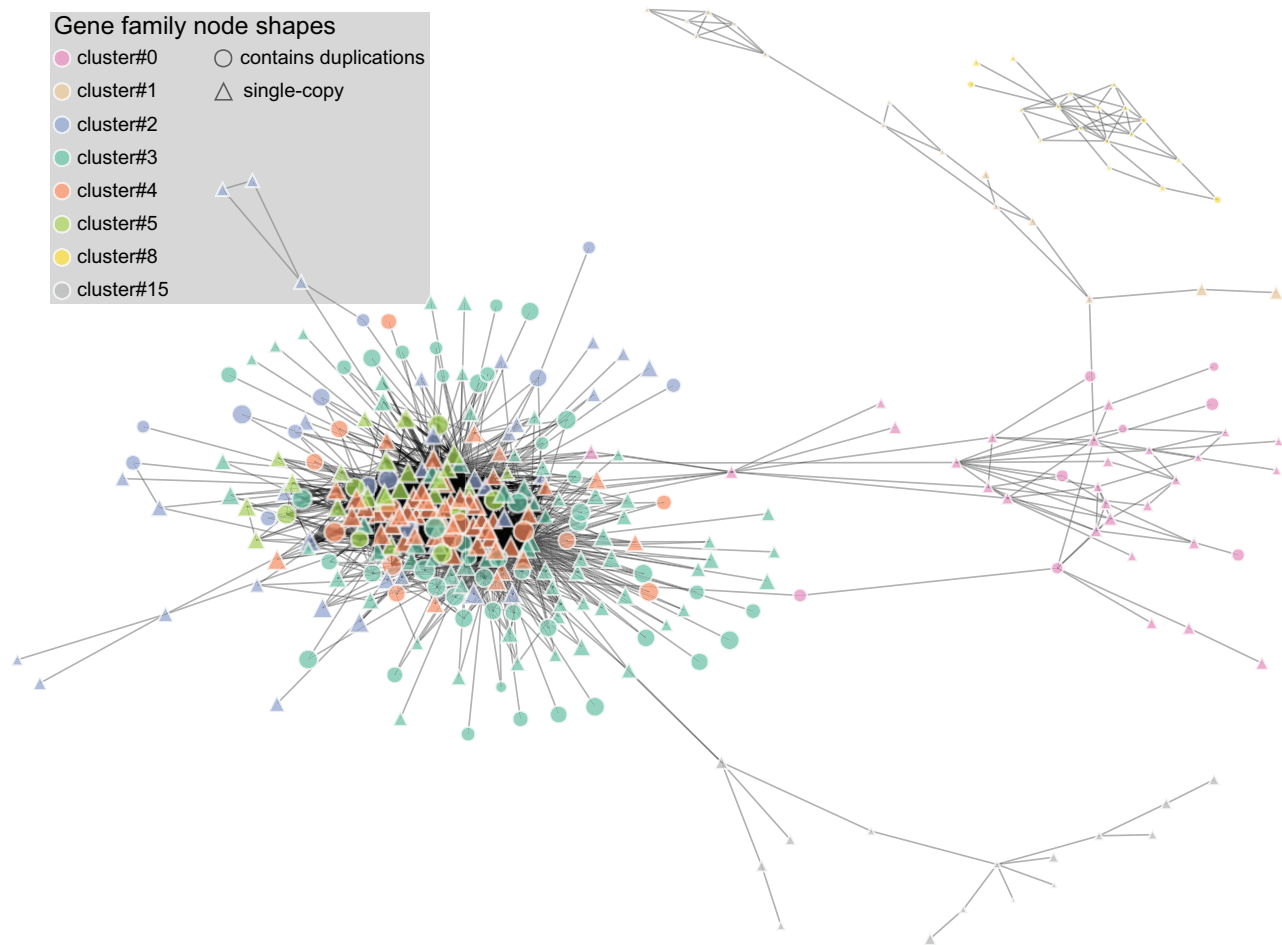 Gene family node shapes
cluster#0
contains duplications
cluster#1
single-copy
cluster#2
cluster#3
cluster#4
cluster#5
cluster#8
cluster#15